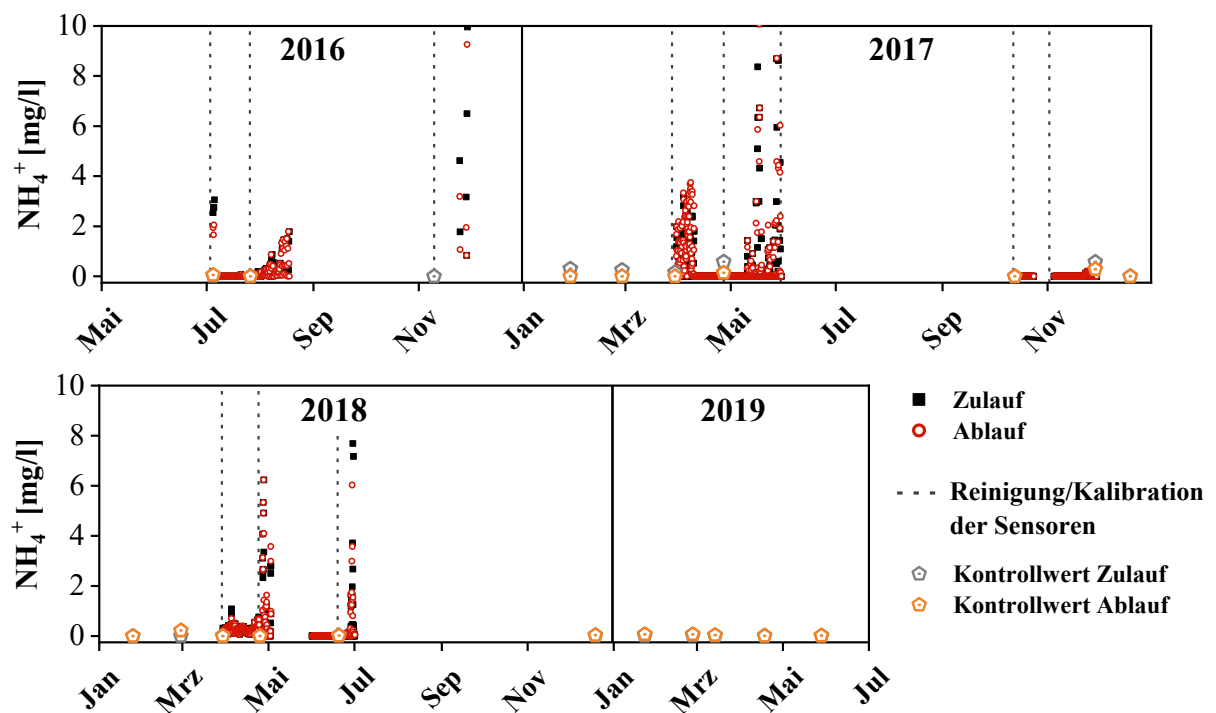 2016
2017
NH₄⁺ [mg/l]
10
8
6
4
2
0
Mai
Jul
Sep
Nov
Jan
Mrz
Mai
Jul
Sep
Nov
2018
2019
NH₄⁺ [mg/l]
10
8
6
4
2
0
Jan
Mrz
Mai
Jul
Sep
Nov
Jan
Mrz
Mai
Jul
Zulauf
Ablauf
Reinigung/Kalibration
der Sensoren
Kontrollwert Zulauf
Kontrollwert Ablauf